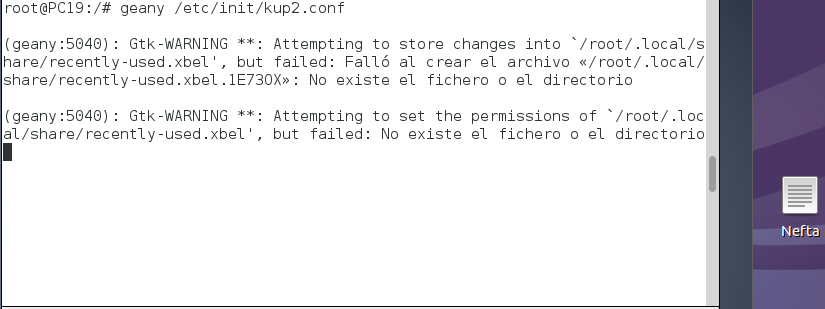 root@PC19:/# geany /etc/init/kup2.conf
(geany:5040): Gtk-WARNING **: Attempting to store changes into `/root/.local/s
hare/recently-used.xbel', but failed: Falló al crear el archivo «/root/.local/
share/recently-used.xbel.1E730X»: No existe el fichero o el directorio
(geany:5040): Gtk-WARNING **: Attempting to set the permissions of `/root/.loc
al/share/recently-used.xbel', but failed: No existe el fichero o el directorio
Nefta